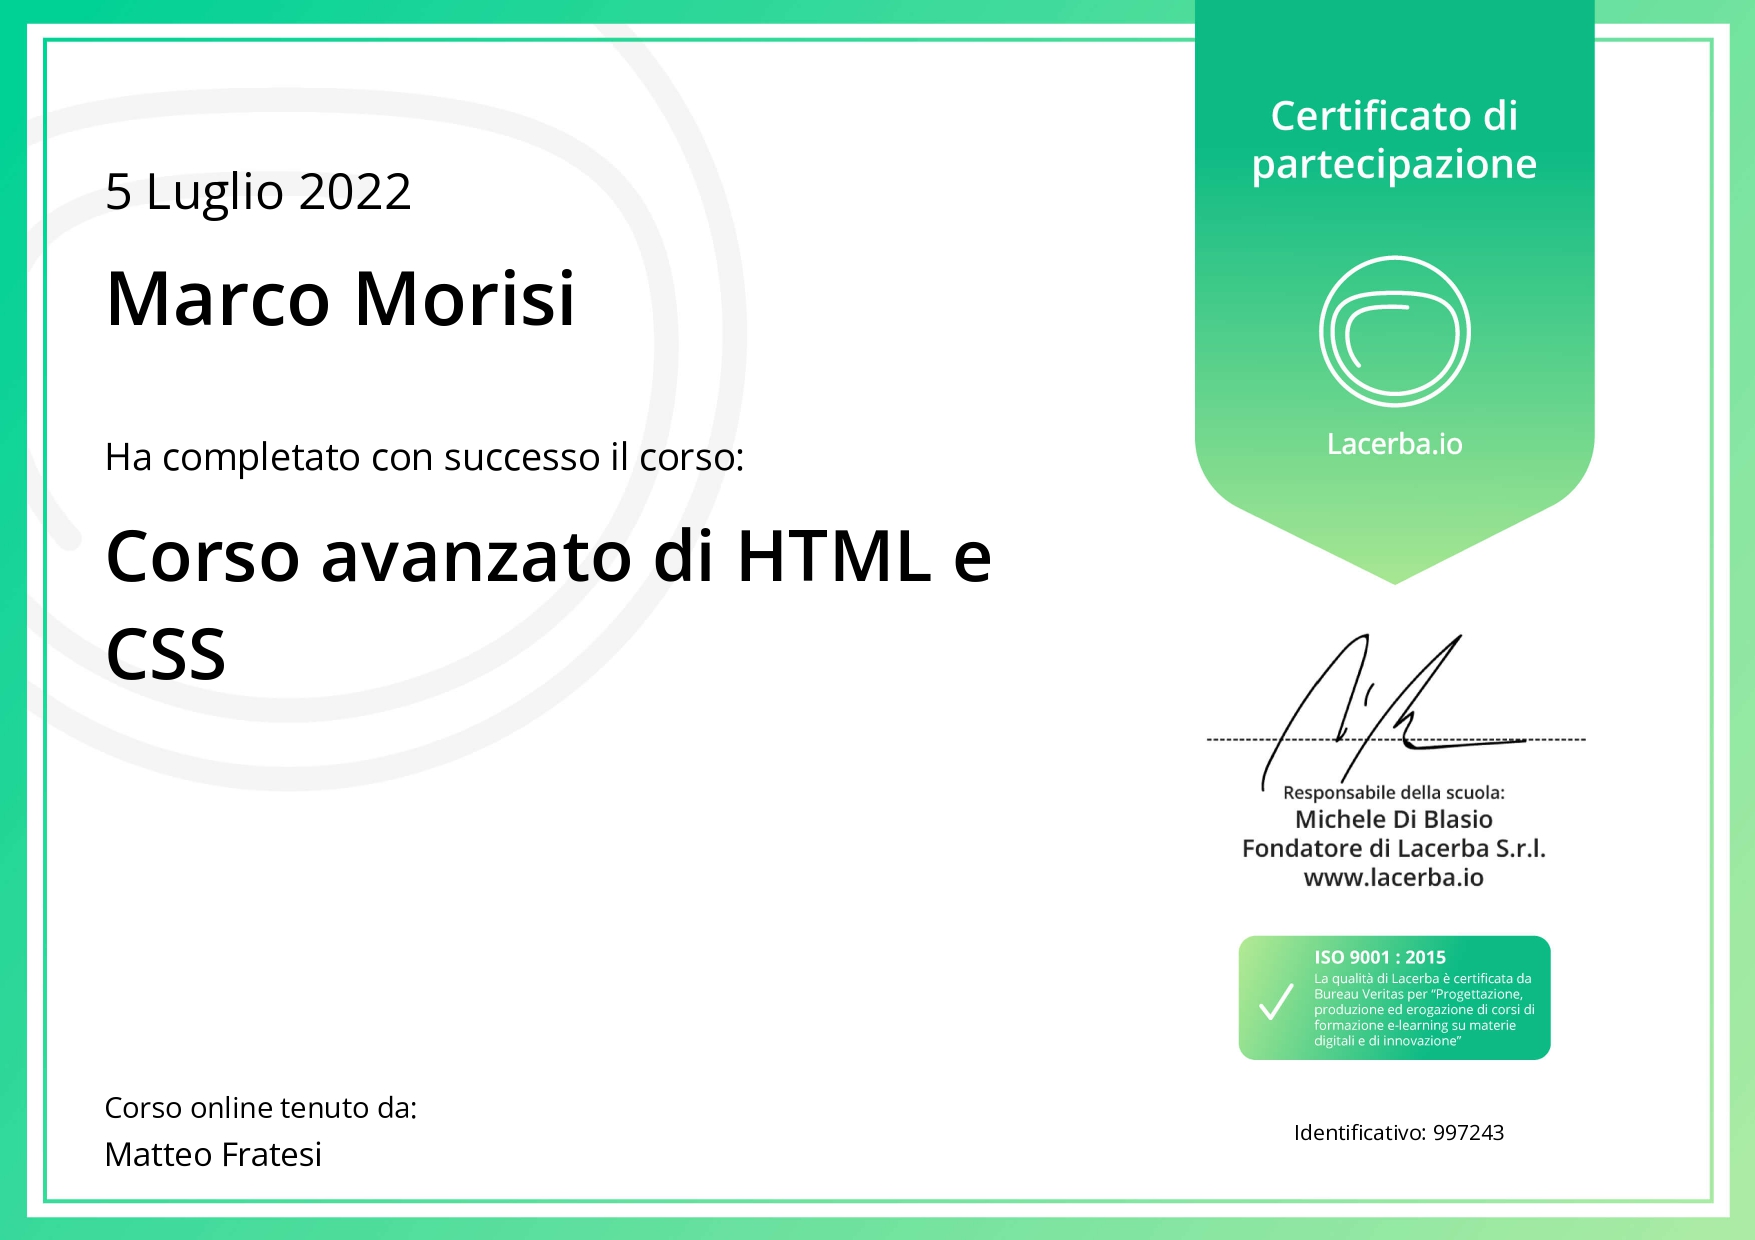 5 Luglio 2022
Marco Morisi
Ha completato con successo il corso:
Corso avanzato di HTML e
CSS
Corso online tenuto da:
Matteo Fratesi
Certificato di
partecipazione
Lacerba.io
Responsabile della scuola:
Michele Di Blasio
Fondatore di Lacerba S.r.l.
www.lacerba.io
ISO 9001 : 2015
La qualità di Lacerba è certificata da
Bureau Veritas per “Progettazione,
produzione ed erogazione di corsi di
formazione e-learning su materie
digitali e di innovazione”
Identificativo: 997243